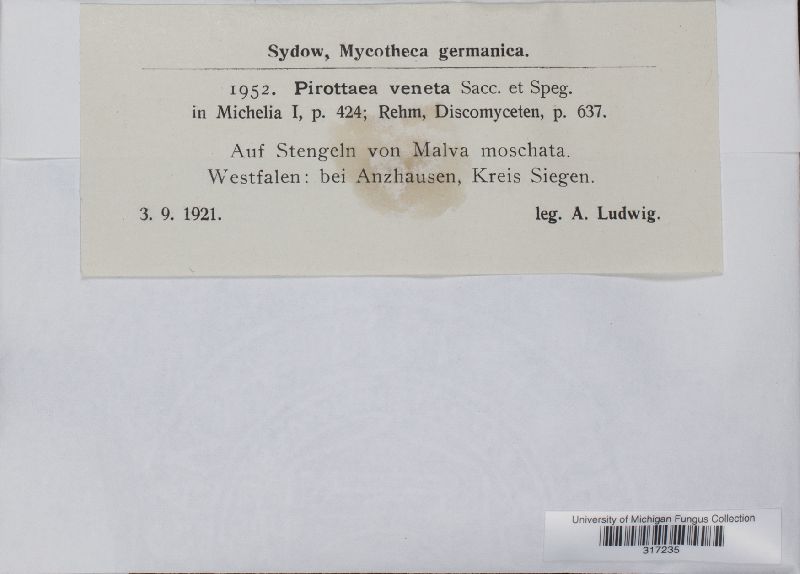 Sydow, Mycotheca germanica.
1952. Pirottaea veneta Sacc. et Speg.
in Michelia I, p. 424; Rehm, Discomyceten, p. 637.
Auf Stengeln von Malva moschata.
Westfalen: bei Anzhausen, Kreis Siegen.
3. 9. 1921. leg. A. Ludwig.
University of Michigan Fungus Collection
317235